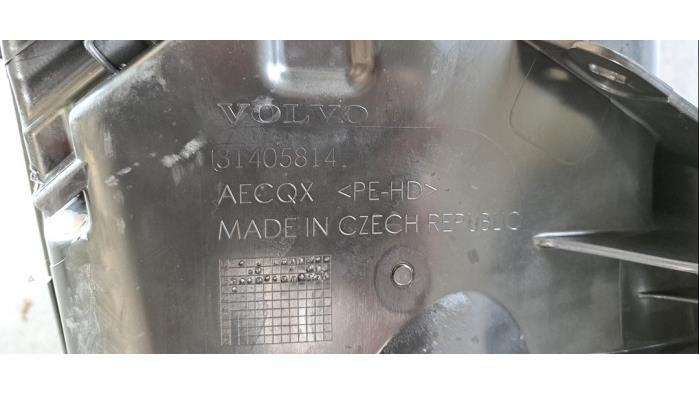 VOLVO
31405814
AECQX <PE-HD>
MADE IN CZECH REPUBLIC